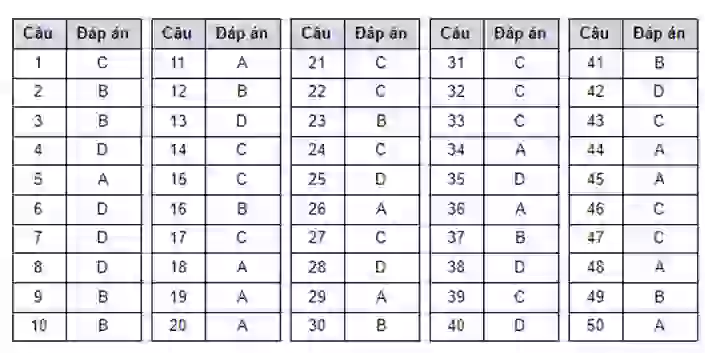 Câu Đáp án Câu Đáp án Câu Đáp án Câu Đáp án Câu Đáp án
1 C 11 A 21 C 31 C 41 B
2 B 12 B 22 C 32 C 42 D
3 B 13 D 23 B 33 C 43 C
4 D 14 C 24 C 34 A 44 A
5 A 15 C 25 D 35 D 45 A
6 D 16 B 26 A 36 A 46 C
7 D 17 C 27 C 37 B 47 C
8 D 18 A 28 D 38 D 48 A
9 B 19 A 29 A 39 C 49 B
10 B 20 A 30 B 40 D 50 A